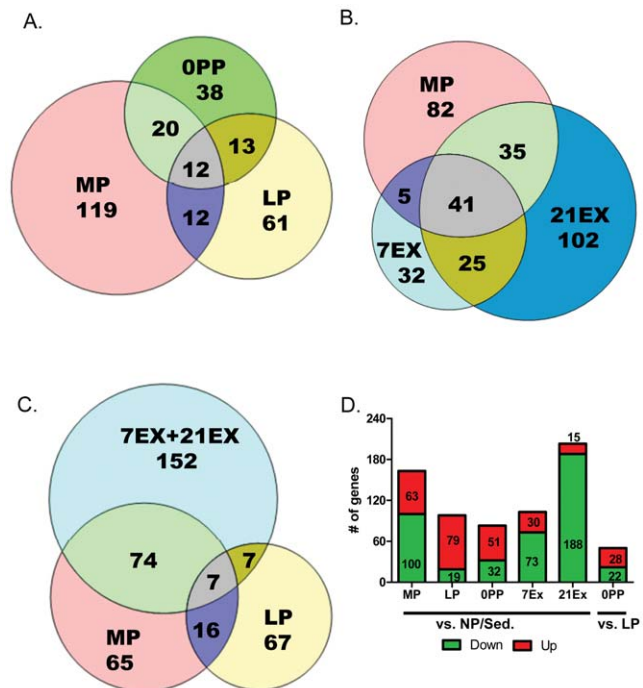 A.
0PP
38
20
12
13
MP
119
12
LP
61
B.
MP
82
35
5
41
21EX
102
7EX
32
25
C.
7EX+21EX
152
74
7
7
16
MP
65
LP
67
D.
# of genes
240
180
120
60
0
63
100
79
19
51
32
30
73
15
188
28
22
MP LP 0PP 7Ex 21Ex 0PP
vs. NP/Sed. vs. LP
Down Up